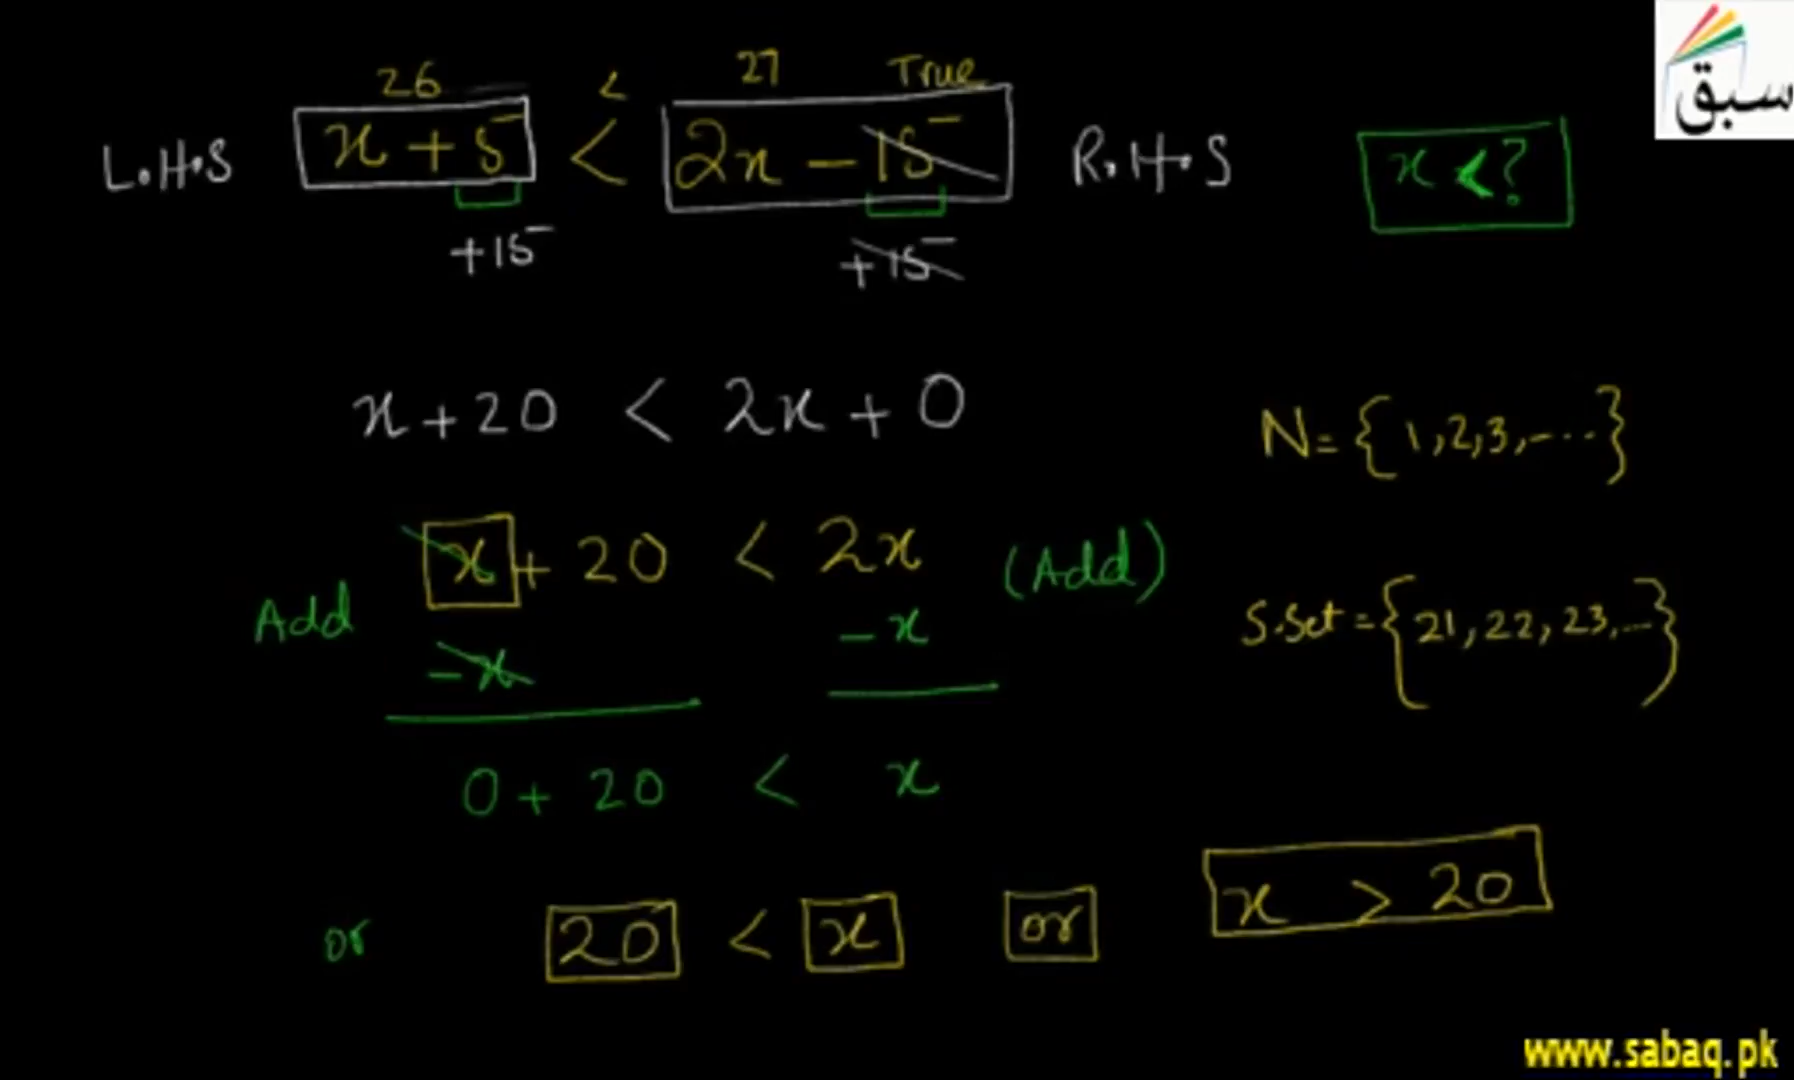 26 < 27 True
L.H.S x + 5 < 2x - 15 R.H.S x < ?
+15 +15
x + 20 < 2x + 0
N = {1, 2, 3, ----}
x + 20 < 2x (Add)
Add
-x -x
S.Set = {21, 22, 23, ---}
0 + 20 < x
or 20 < x or x > 20
سبق
www.sabaq.pk